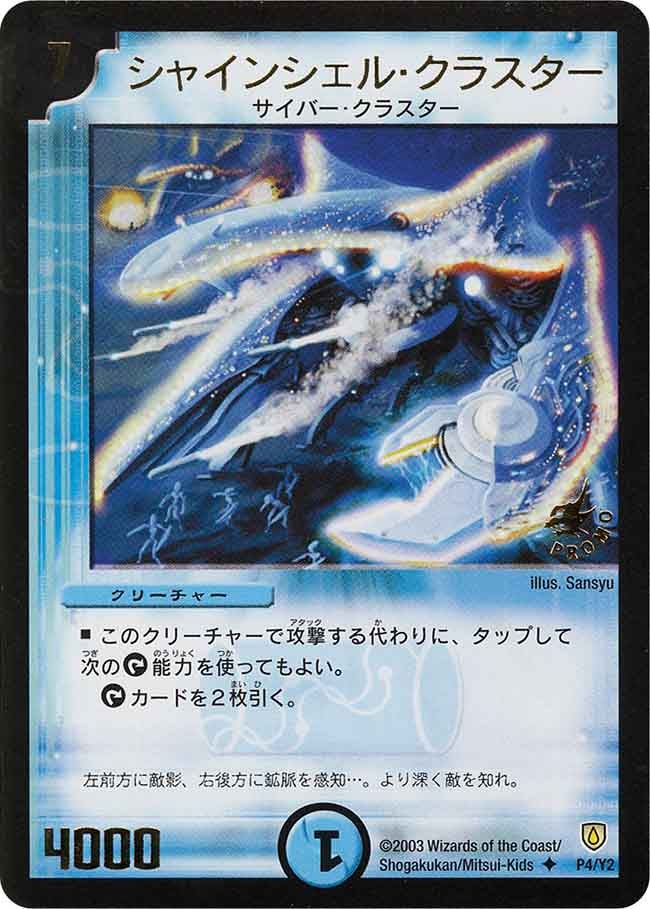 7
シャインシェル・クラスター
サイバー・クラスター
PROMO
illus. Sansyu
クリーチャー
■ このクリーチャーで攻撃する代わりに、タップして
次の能力を使ってもよい。
カードを2枚引く。
左前方に敵影、右後方に鉱脈を感知…。より深く敵を知れ。
4000
1
©2003 Wizards of the Coast/
Shogakukan/Mitsui-Kids
P4/Y2